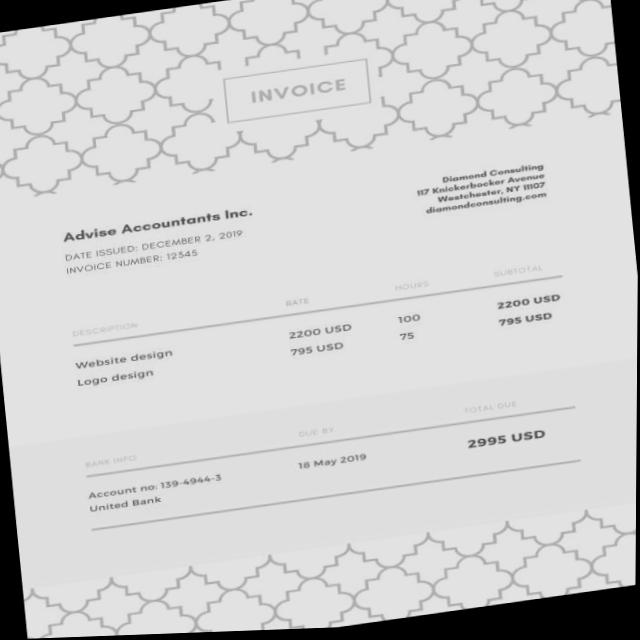 INVOICE
Diamond Consulting
117 Knickerbocker Avenue
Westchester, NY 11107
diamondconsulting.com
Advise Accountants Inc.
DATE ISSUED: DECEMBER 2, 2019
INVOICE NUMBER: 12345
DESCRIPTION RATE HOURS SUBTOTAL
Website design 2200 USD 100 2200 USD
Logo design 795 USD 75 795 USD
BANK INFO DUE BY TOTAL DUE
Account no: 139-4944-3 18 May 2019 2995 USD
United Bank